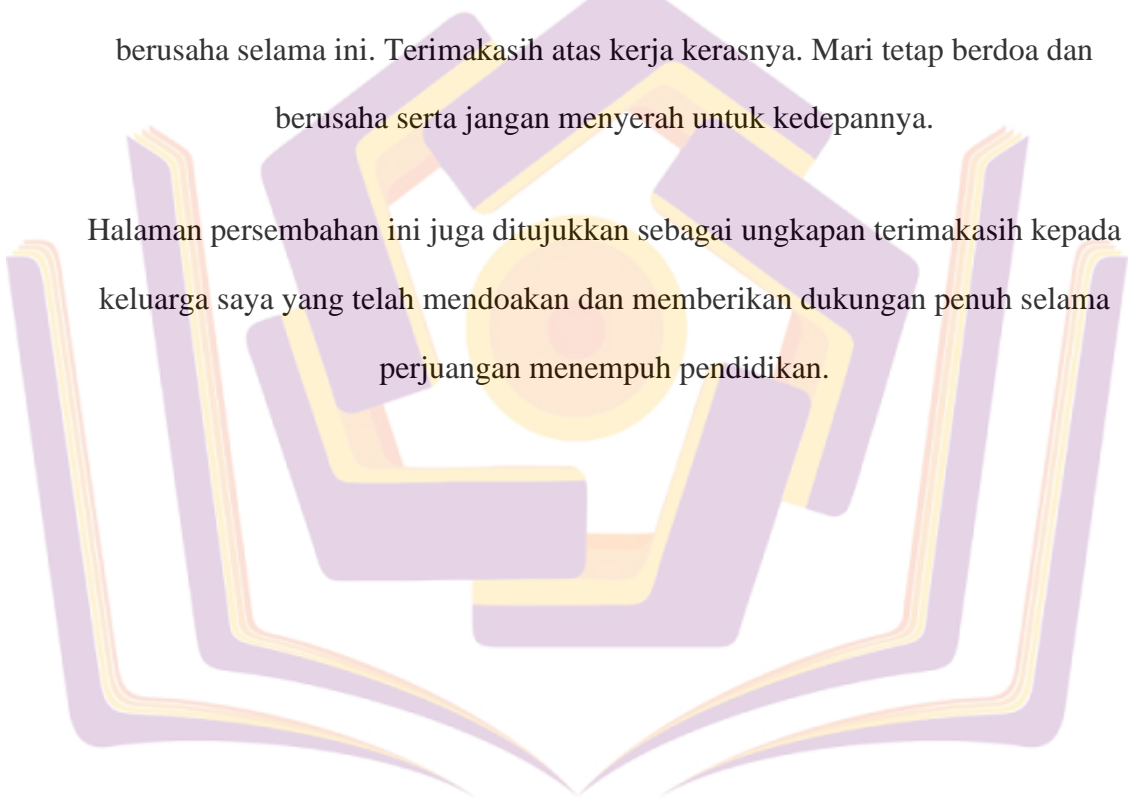 berusaha selama ini. Terimakasih atas kerja kerasnya. Mari tetap berdoa dan
berusaha serta jangan menyerah untuk kedepannya.
Halaman persembahan ini juga ditujukkan sebagai ungkapan terimakasih kepada
keluarga saya yang telah mendoakan dan memberikan dukungan penuh selama
perjuangan menempuh pendidikan.